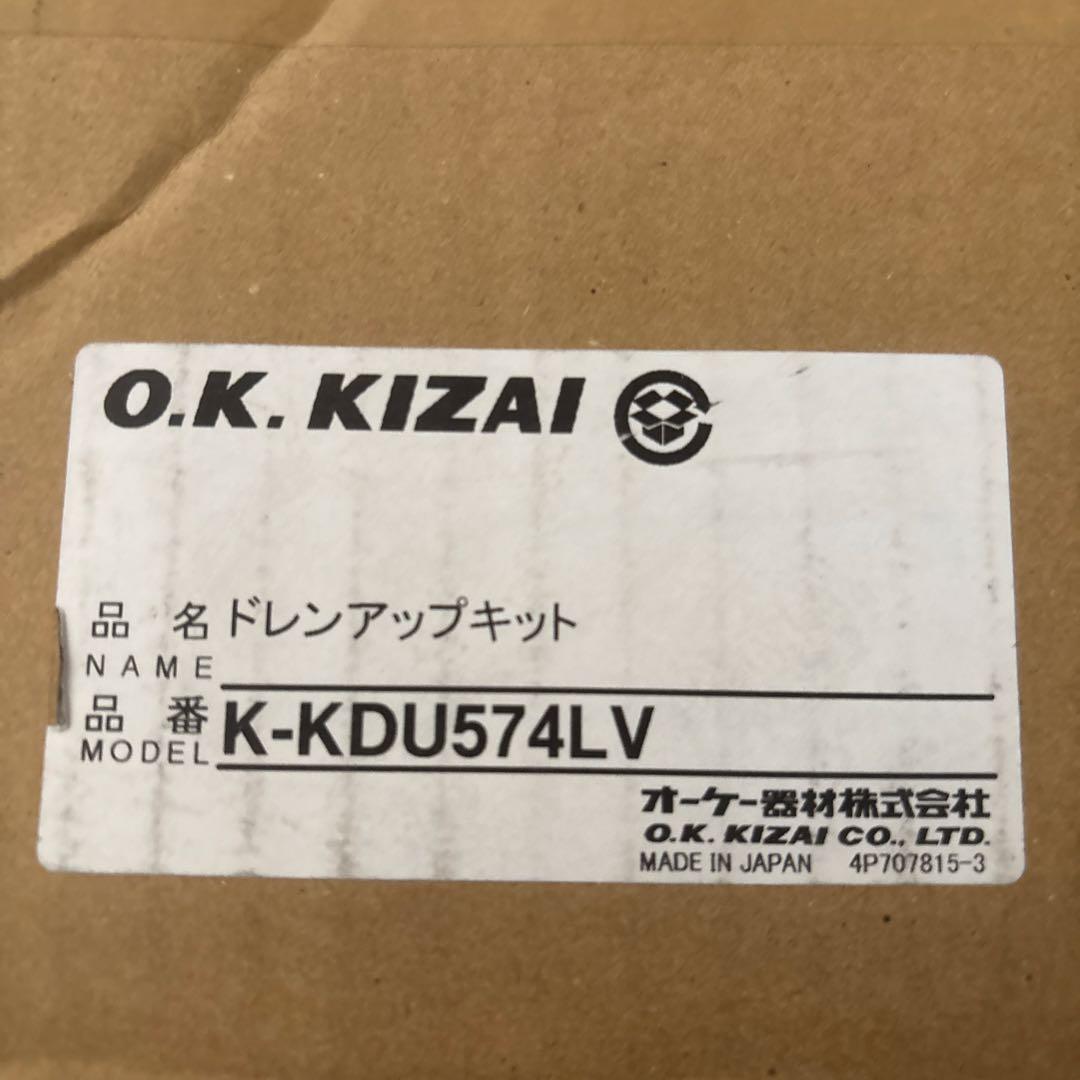 O.K. KIZAI
品 名 ドレンアップキット
NAME
品 番 K-KDU574LV
MODEL
オーケー器材株式会社
O.K. KIZAI CO., LTD.
MADE IN JAPAN 4P707815-3